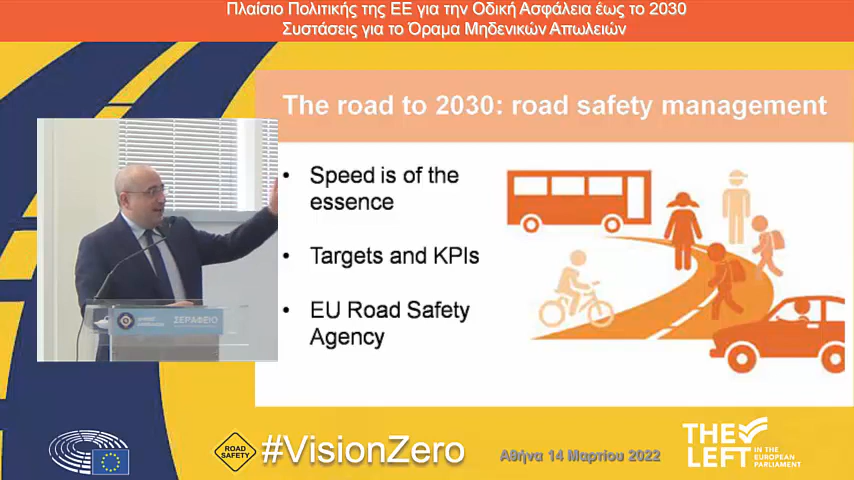 Πλαίσιο Πολιτικής της ΕΕ για την Οδική Ασφάλεια έως το 2030
Συστάσεις για το Όραμα Μηδενικών Απωλειών
The road to 2030: road safety management
• Speed is of the
essence
• Targets and KPIs
• EU Road Safety
Agency
ΣΕΡΑΦΕΙΟ
ROAD
SAFETY
#VisionZero
Αθήνα 14 Μαρτίου 2022
THE
LEFT
IN THE
EUROPEAN
PARLIAMENT